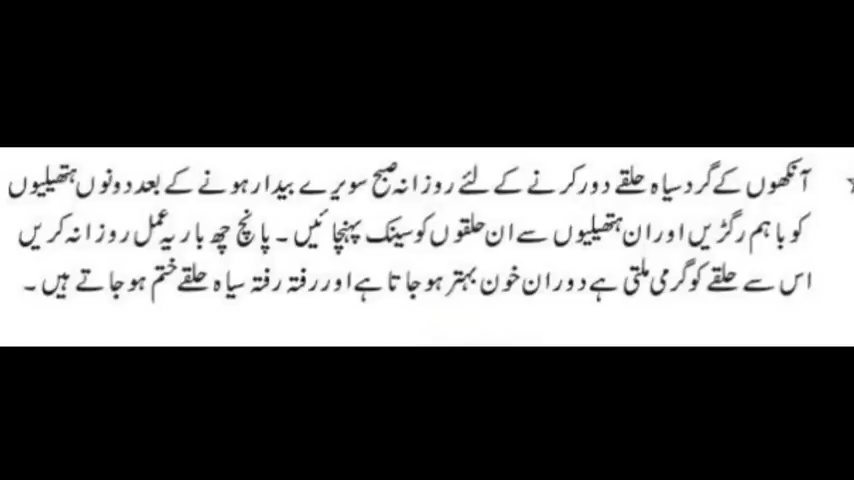 آنکھوں کے گرد سیاہ حلقے دور کرنے کے لئے روزانہ صبح سویرے بیدار ہونے کے بعد دونوں ہتھیلیوں
کو باہم رگڑیں اور ان ہتھیلیوں سے ان حلقوں کو سینک پہنچائیں۔ پانچ چھ بار یہ عمل روزانہ کریں
اس سے حلقے کو گرمی ملتی ہے دوران خون بہتر ہو جاتا ہے اور رفتہ رفتہ سیاہ حلقے ختم ہو جاتے ہیں۔